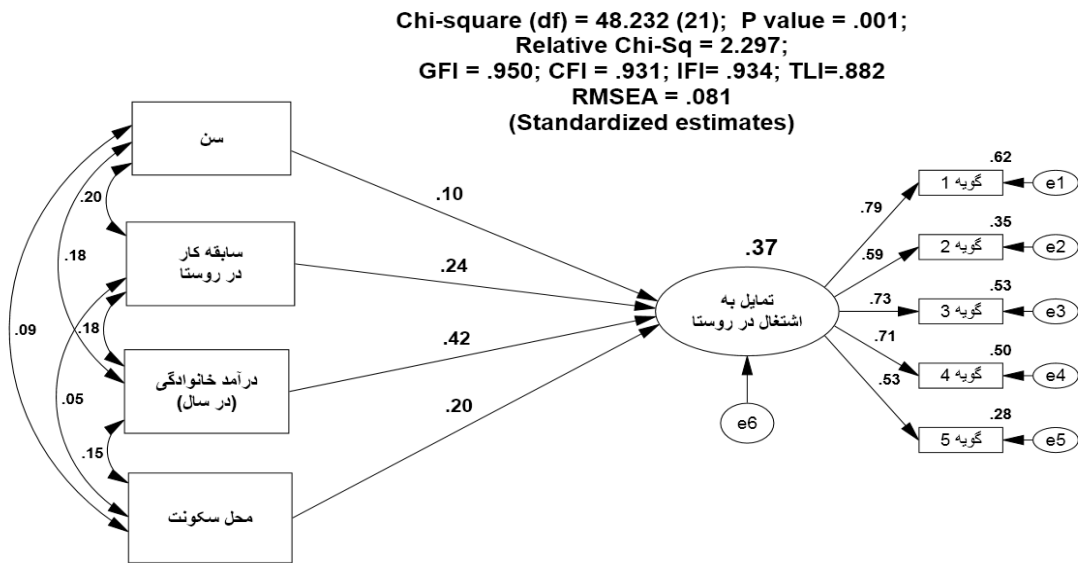 Chi-square (df) = 48.232 (21);  P value = .001;
Relative Chi-Sq = 2.297;
GFI = .950; CFI = .931; IFI= .934; TLI=.882
RMSEA = .081
(Standardized estimates)
سن
سابقه کار
در روستا
درآمد خانوادگی
(در سال)
محل سکونت
.20
.18
.09
.18
.05
.15
.10
.24
.42
.20
.37
تمایل به
اشتغال در روستا
e6
.79
.59
.73
.71
.53
.62
گویه 1
e1
.35
گویه 2
e2
.53
گویه 3
e3
.50
گویه 4
e4
.28
گویه 5
e5